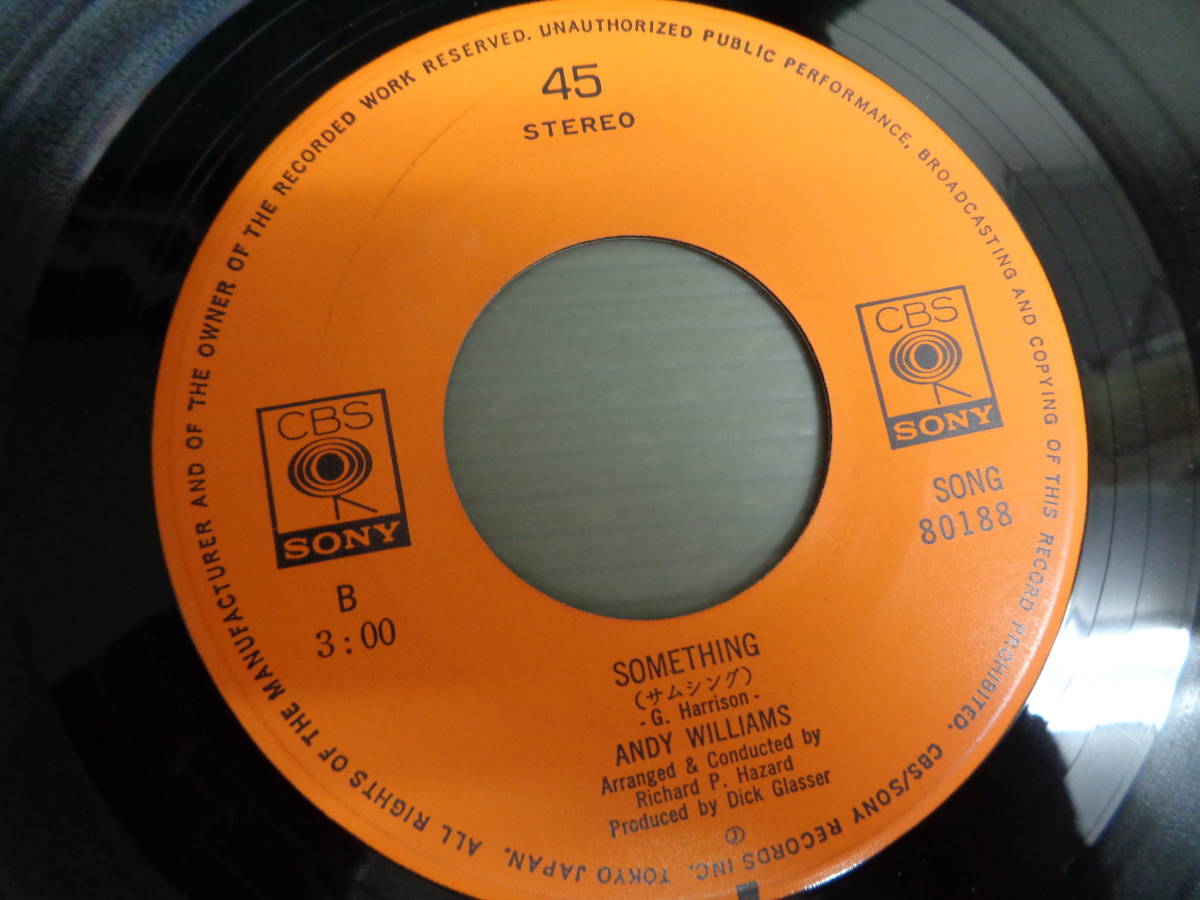 ALL RIGHTS OF THE MANUFACTURER AND OF THE OWNER OF THE RECORDED WORK RESERVED. UNAUTHORIZED PUBLIC PERFORMANCE, BROADCASTING AND COPYING OF THIS RECORD PROHIBITED. CBS/SONY RECORDS INC. TOKYO JAPAN.
45
STEREO
CBS
SONY
CBS
SONY
SONG
80188
B
3:00
SOMETHING
(サムシング)
- G. Harrison -
ANDY WILLIAMS
Arranged & Conducted by
Richard P. Hazard
Produced by Dick Glasser
Ⓟ